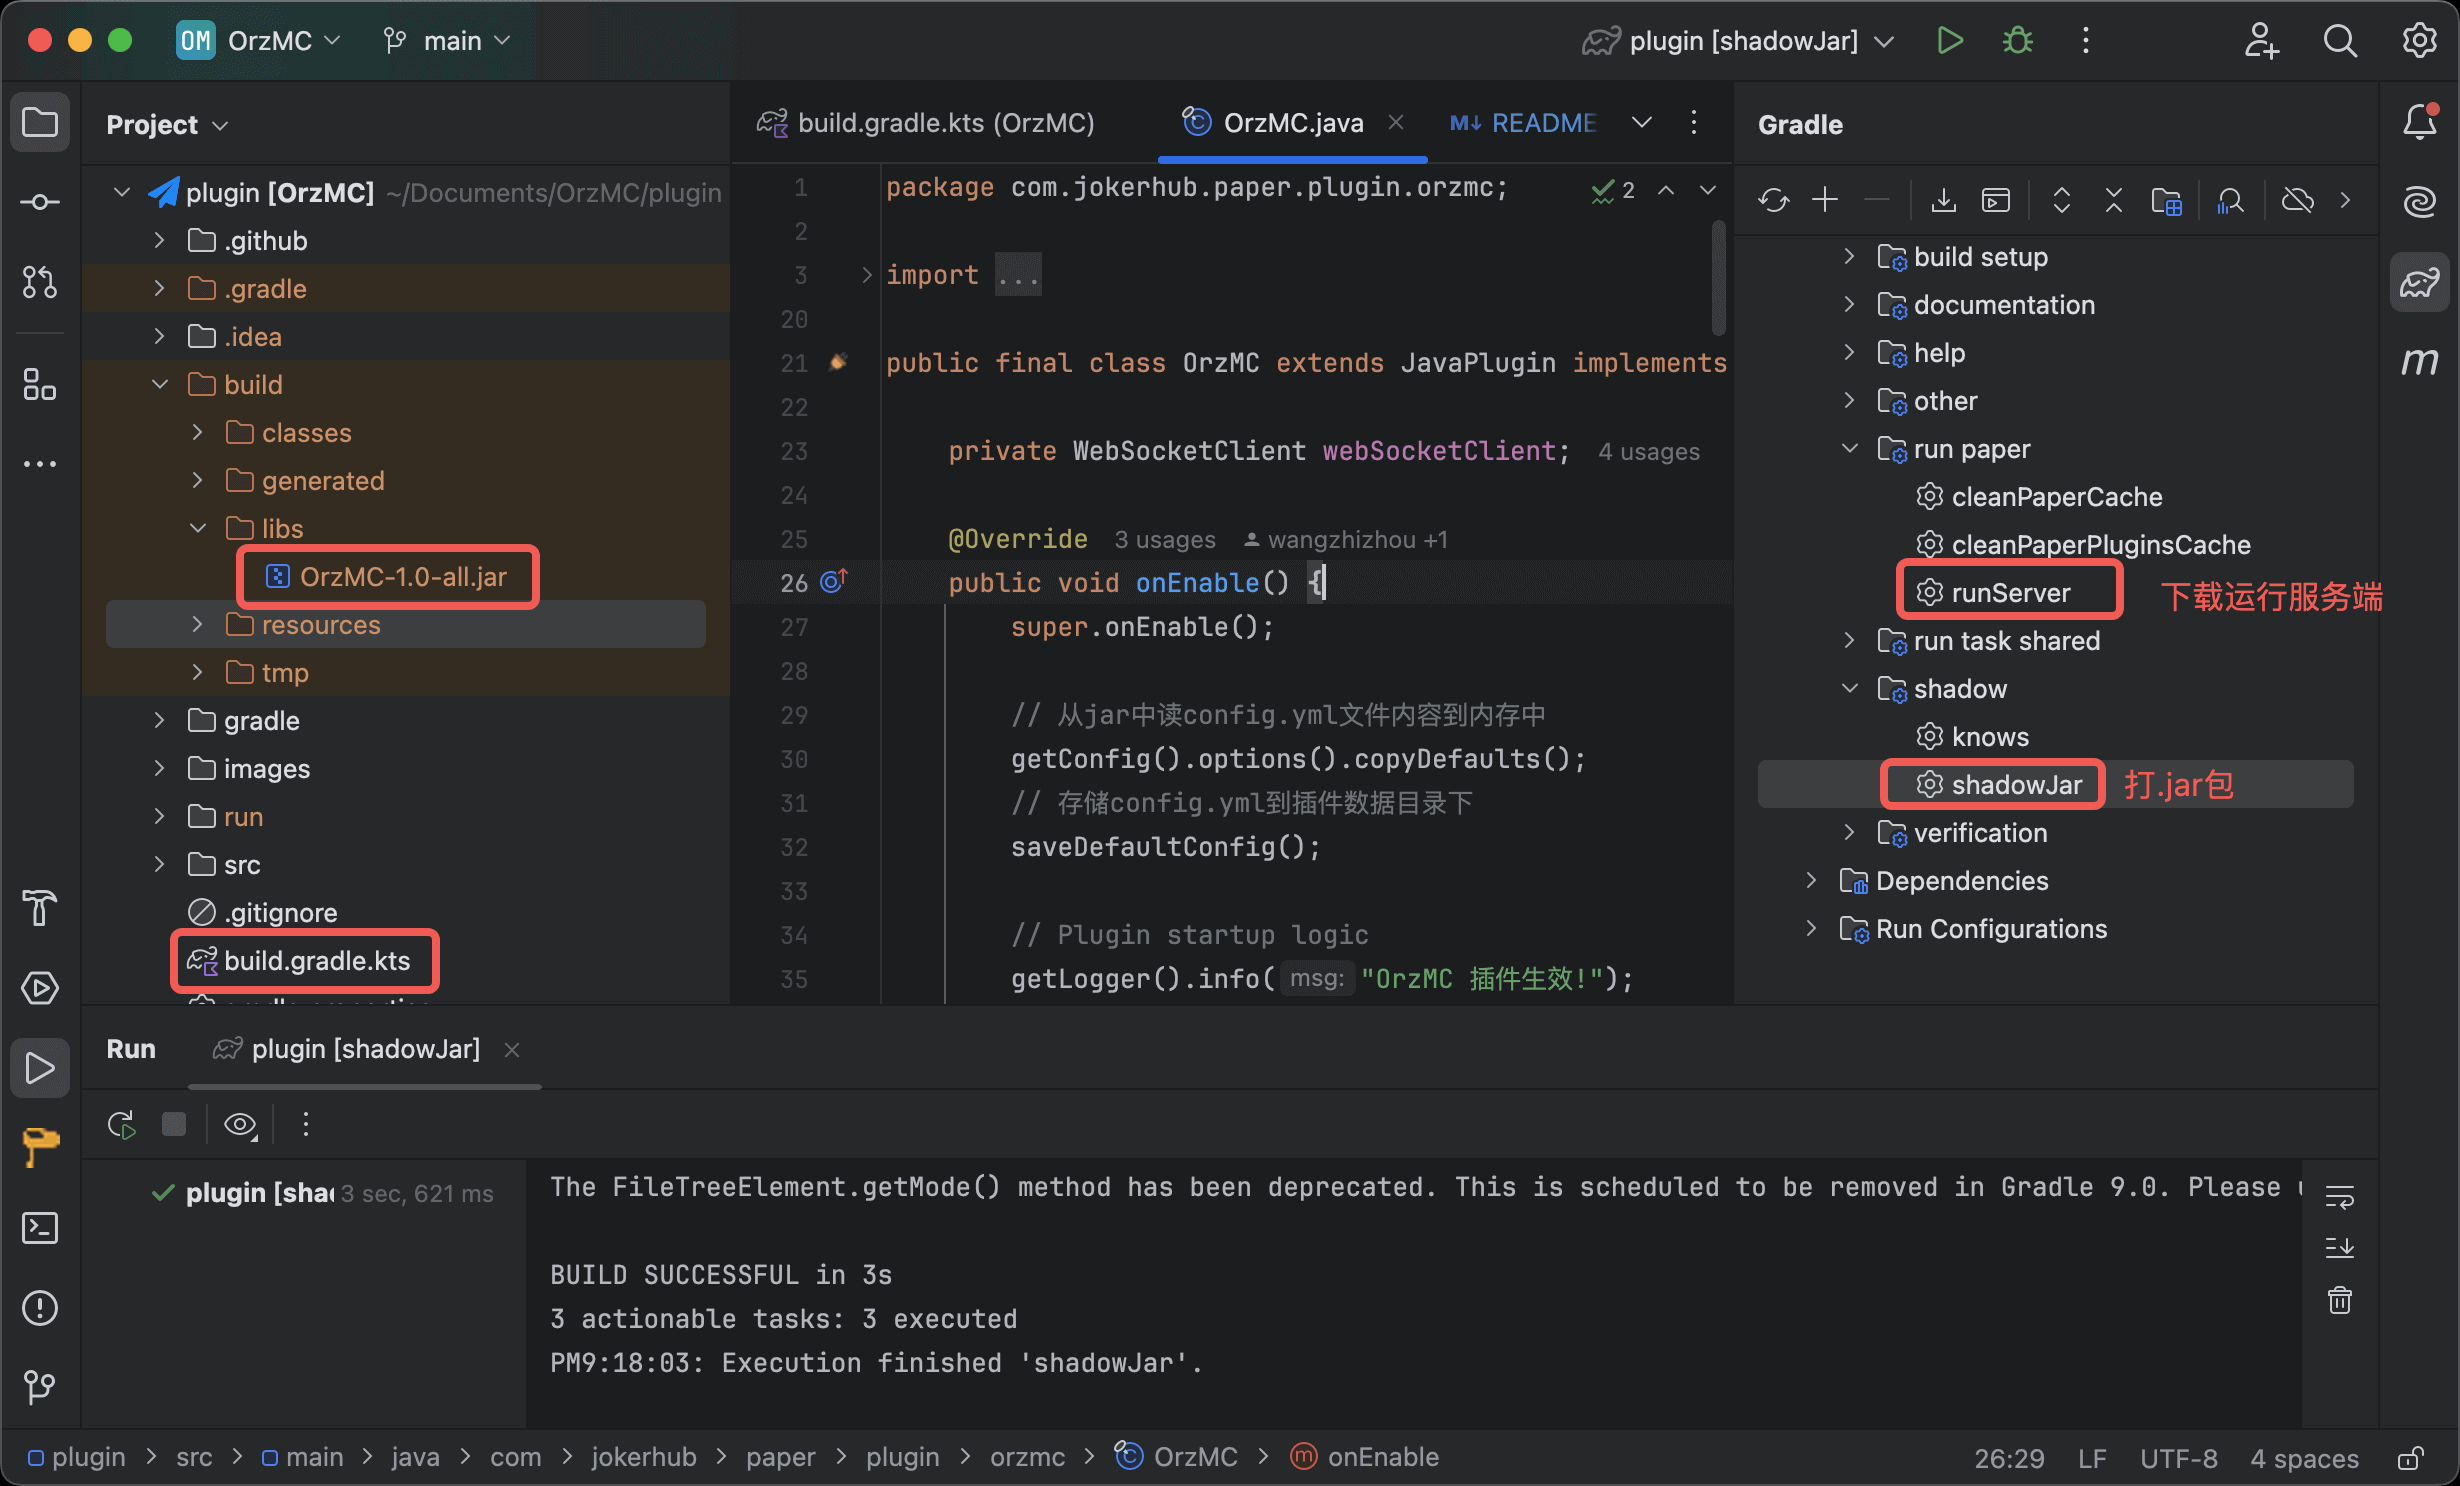 OM OrzMC main plugin [shadowJar]
Project
plugin [OrzMC] ~/Documents/OrzMC/plugin
.github
.gradle
.idea
build
classes
generated
libs
OrzMC-1.0-all.jar
resources
tmp
gradle
images
run
src
.gitignore
build.gradle.kts
build.gradle.kts (OrzMC) OrzMC.java README
1 package com.jokerhub.paper.plugin.orzmc; 2
2
3 import ...
20
21 public final class OrzMC extends JavaPlugin implements
22
23 private WebSocketClient webSocketClient; 4 usages
24
25 @Override 3 usages wangzhizhou +1
26 public void onEnable() {
27 super.onEnable();
28
29 // 从jar中读config.yml文件内容到内存中
30 getConfig().options().copyDefaults();
31 // 存储config.yml到插件数据目录下
32 saveDefaultConfig();
33
34 // Plugin startup logic
35 getLogger().info( msg: "OrzMC 插件生效!");
Gradle
build setup
documentation
help
other
run paper
cleanPaperCache
cleanPaperPluginsCache
runServer 下载运行服务端
run task shared
shadow
knows
shadowJar 打.jar包
verification
Dependencies
Run Configurations
m
Run plugin [shadowJar]
plugin [sha 3 sec, 621 ms
The FileTreeElement.getMode() method has been deprecated. This is scheduled to be removed in Gradle 9.0. Please
BUILD SUCCESSFUL in 3s
3 actionable tasks: 3 executed
PM9:18:03: Execution finished 'shadowJar'.
plugin > src > main > java > com > jokerhub > paper > plugin > orzmc > OrzMC > onEnable
26:29 LF UTF-8 4 spaces